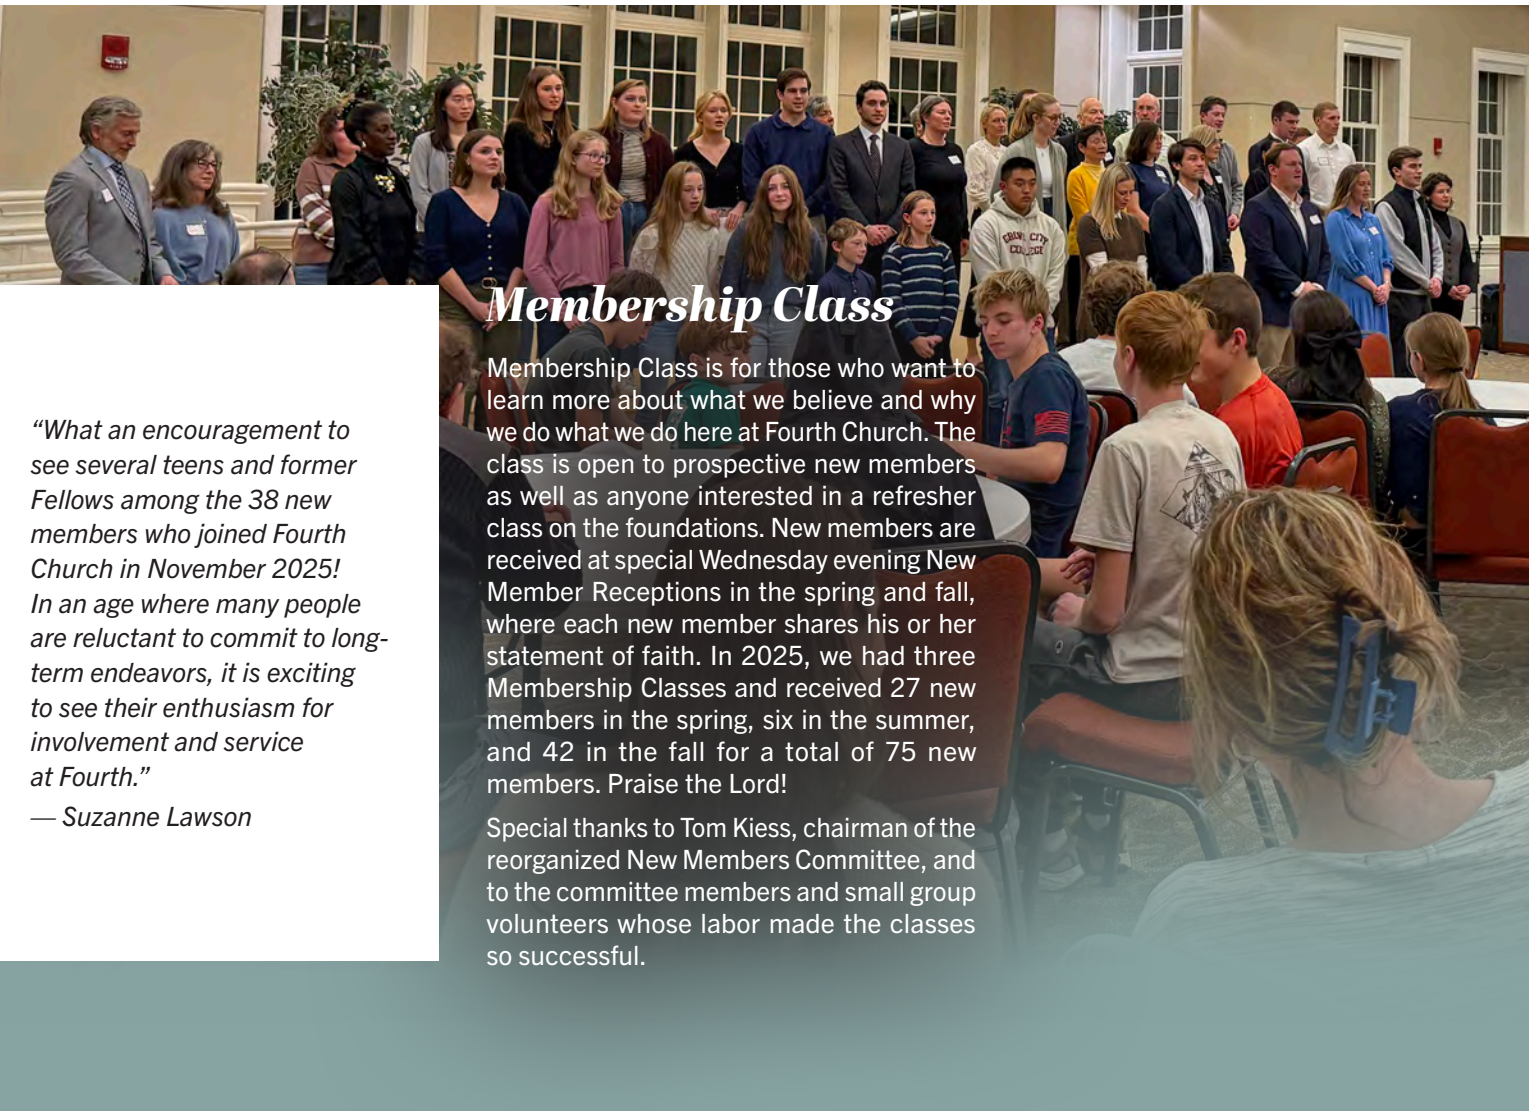 GROVE CITY
COLLEGE
Membership Class
Membership Class is for those who want to
learn more about what we believe and why
we do what we do here at Fourth Church. The
class is open to prospective new members
as well as anyone interested in a refresher
class on the foundations. New members are
received at special Wednesday evening New
Member Receptions in the spring and fall,
where each new member shares his or her
statement of faith. In 2025, we had three
Membership Classes and received 27 new
members in the spring, six in the summer,
and 42 in the fall for a total of 75 new
members. Praise the Lord!
Special thanks to Tom Kiess, chairman of the
reorganized New Members Committee, and
to the committee members and small group
volunteers whose labor made the classes
so successful.
“What an encouragement to
see several teens and former
Fellows among the 38 new
members who joined Fourth
Church in November 2025!
In an age where many people
are reluctant to commit to long-
term endeavors, it is exciting
to see their enthusiasm for
involvement and service
at Fourth.”
— Suzanne Lawson